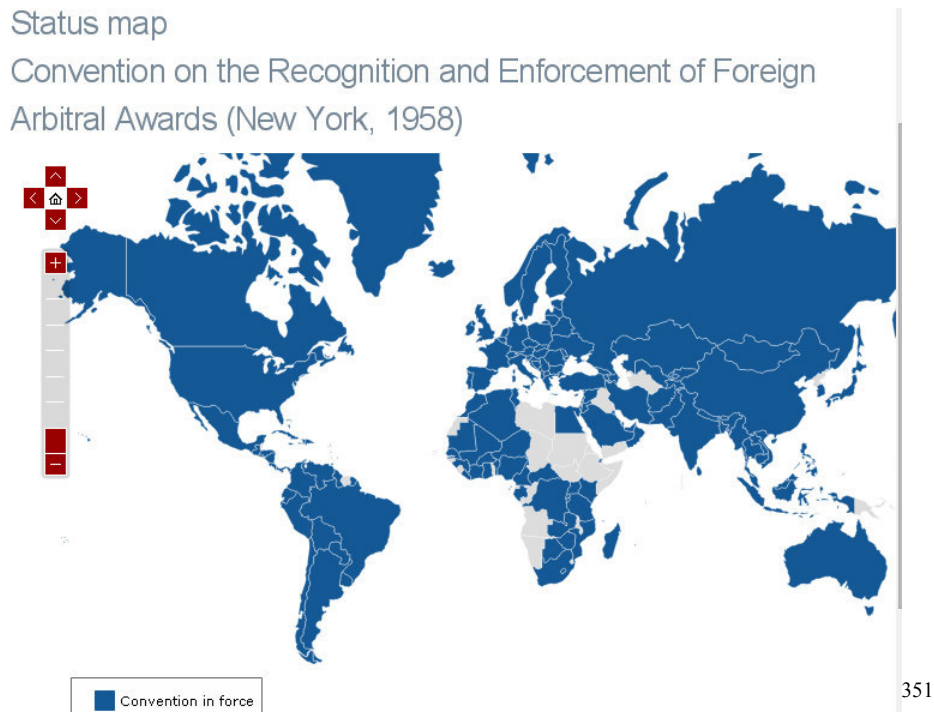 Status map
Convention on the Recognition and Enforcement of Foreign
Arbitral Awards (New York, 1958)
Convention in force
351